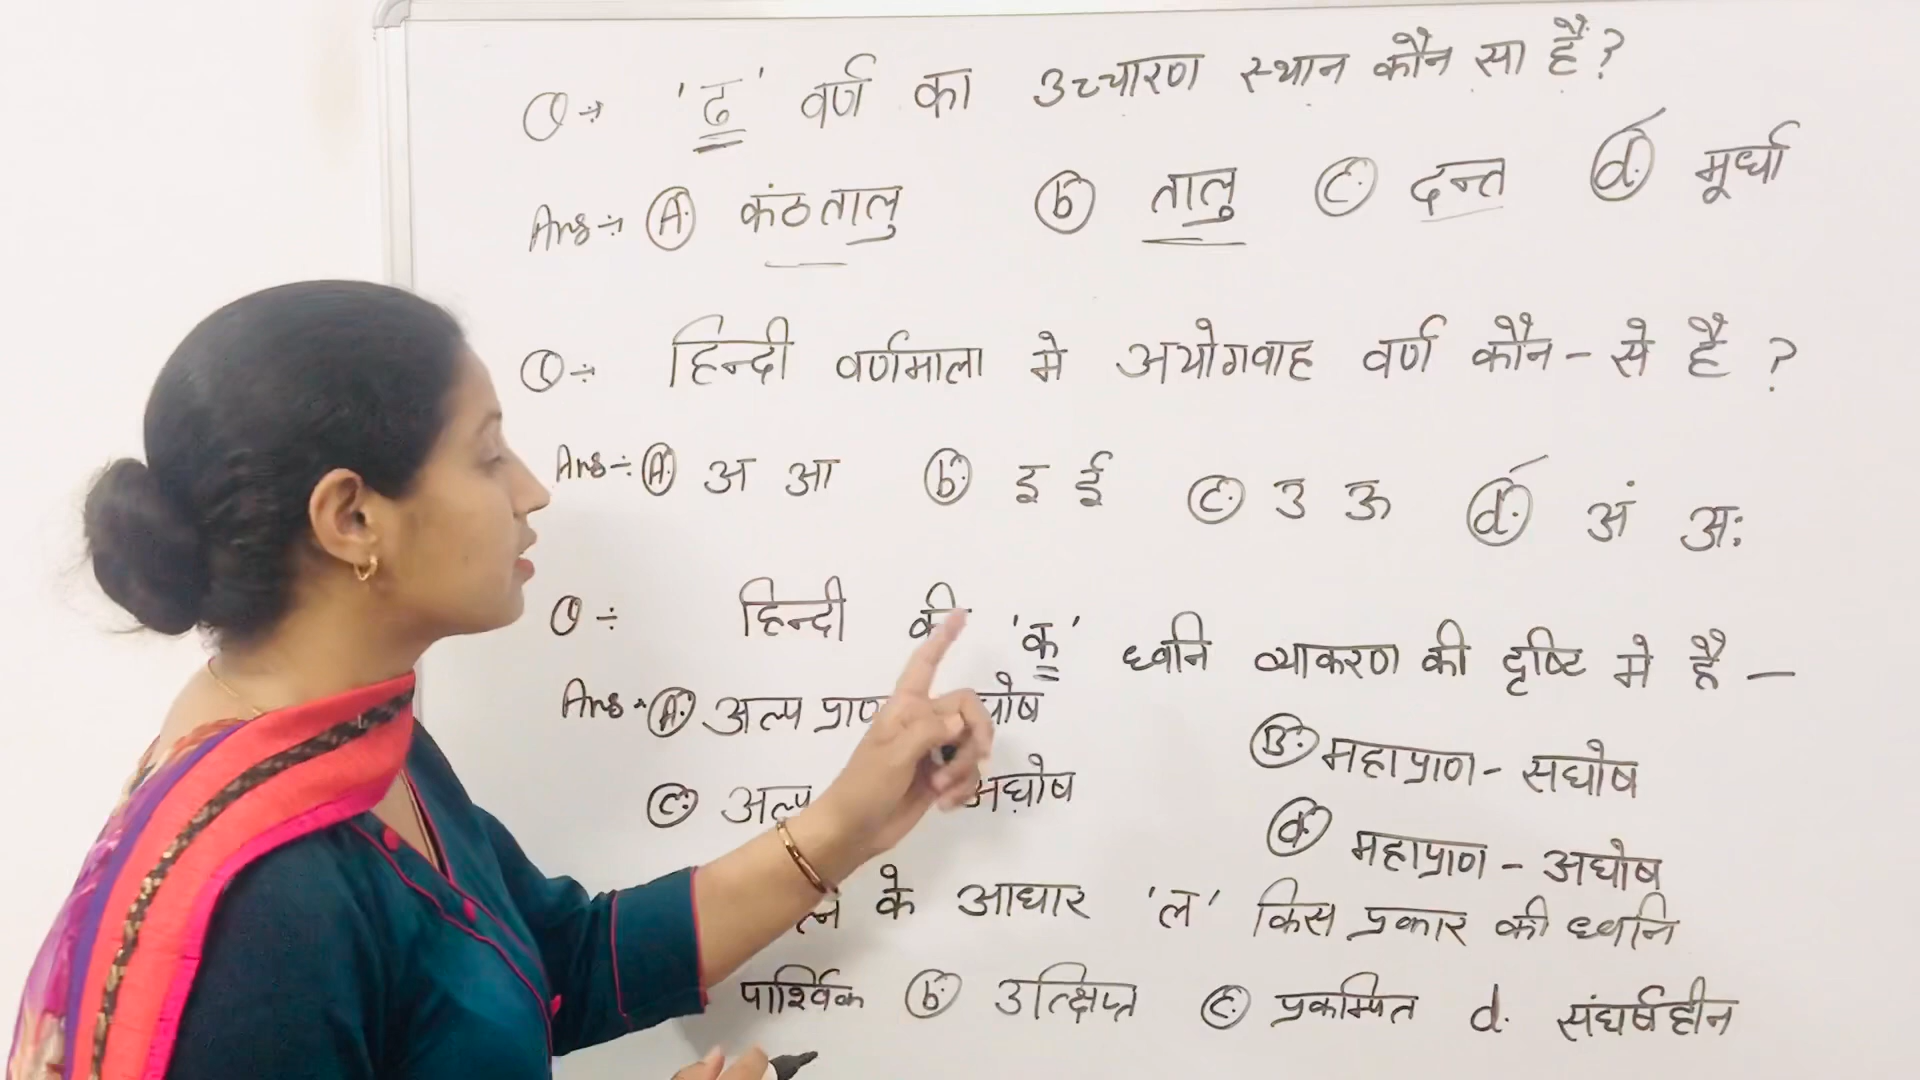 Q→ 'ढ' वर्ण का उच्चारण स्थान कौन सा है?
Ans÷ A. कंठतालु b तालु c. दन्त d. मूर्धा
Q÷ हिन्दी वर्णमाला मे अयोगवाह वर्ण कौन-से है ?
Ans÷ A. अ आ b. इ ई c. उ ऊ d. अं अः
Q÷ हिन्दी की 'क' ध्वनि व्याकरण की दृष्टि मे है —
Ans- A. अल्प प्राण
B. महाप्राण - सघोष
C. अल्प अघोष
d. महाप्राण - अघोष
के आधार 'ल' किस प्रकार की ध्वनि
पार्श्विक b. उत्क्षिप्त c. प्रकम्पित d. संघर्षहीन